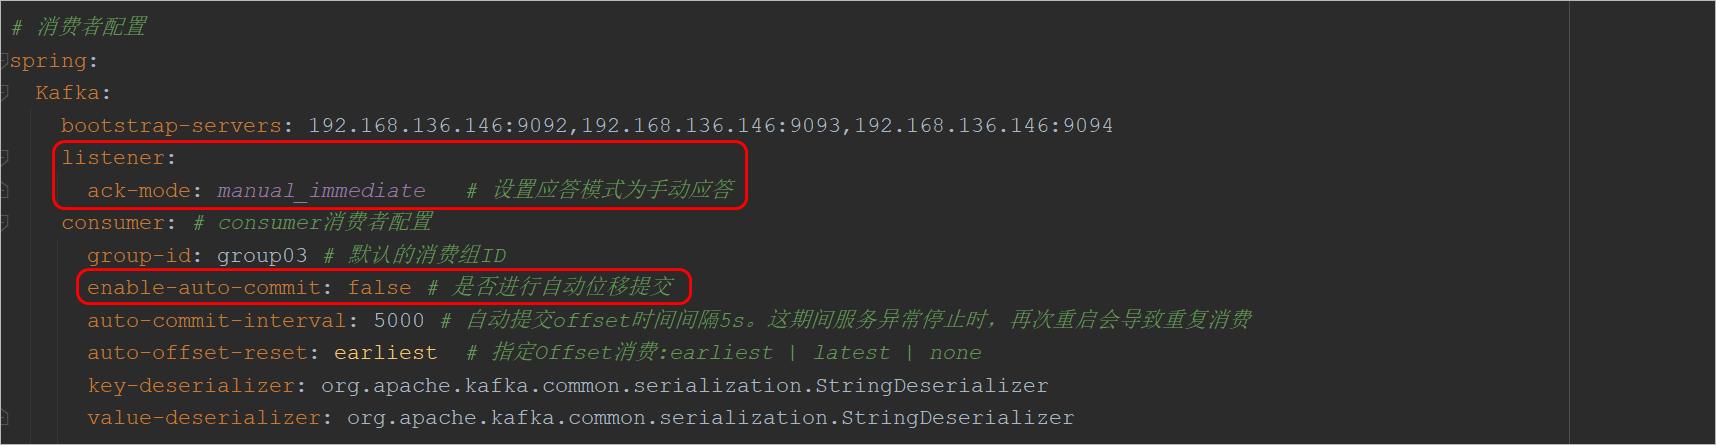 # 消费者配置
spring:
  Kafka:
    bootstrap-servers: 192.168.136.146:9092,192.168.136.146:9093,192.168.136.146:9094
    listener:
      ack-mode: manual_immediate   # 设置应答模式为手动应答
    consumer: # consumer消费者配置
      group-id: group03 # 默认的消费组ID
      enable-auto-commit: false # 是否进行自动位移提交
      auto-commit-interval: 5000 # 自动提交offset时间间隔5s。这期间服务异常停止时，再次重启会导致重复消费
      auto-offset-reset: earliest  # 指定Offset消费:earliest | latest | none
      key-deserializer: org.apache.kafka.common.serialization.StringDeserializer
      value-deserializer: org.apache.kafka.common.serialization.StringDeserializer